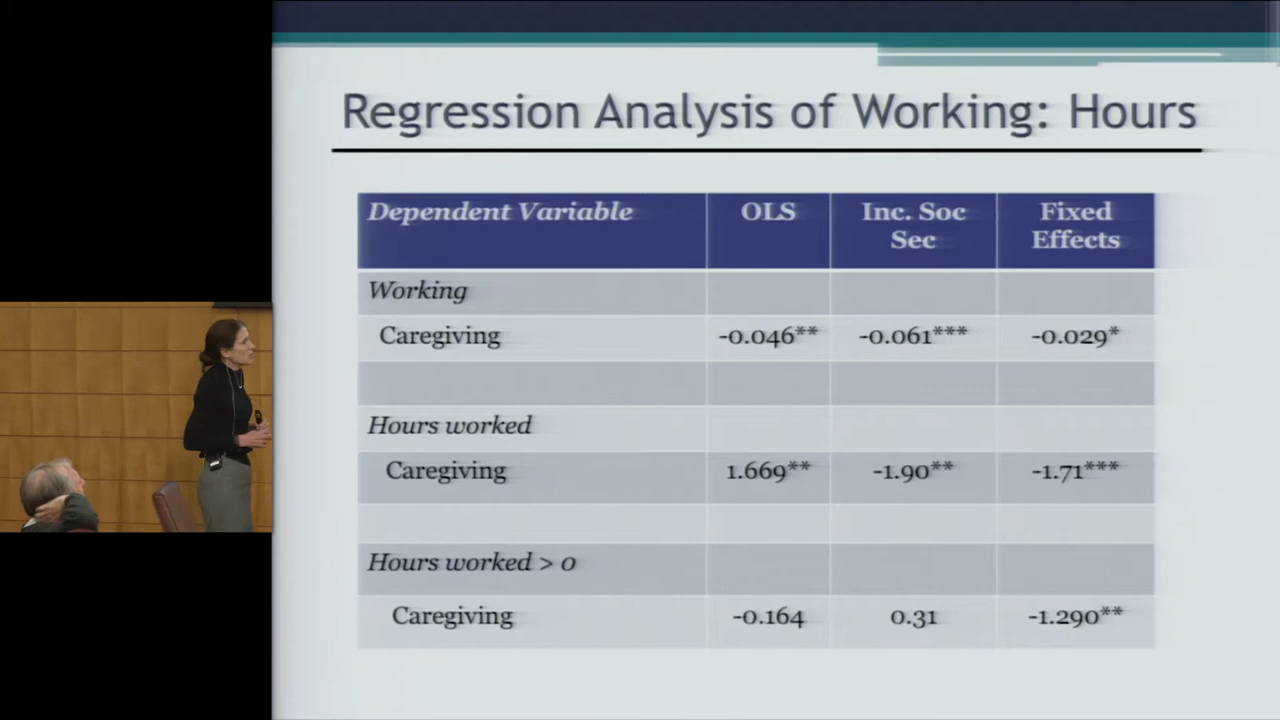 Regression Analysis of Working: Hours
Dependent Variable OLS Inc. Soc Sec Fixed Effects
Working
Caregiving -0.046** -0.061*** -0.029*
Hours worked
Caregiving 1.669** -1.90** -1.71***
Hours worked > 0
Caregiving -0.164 0.31 -1.290**